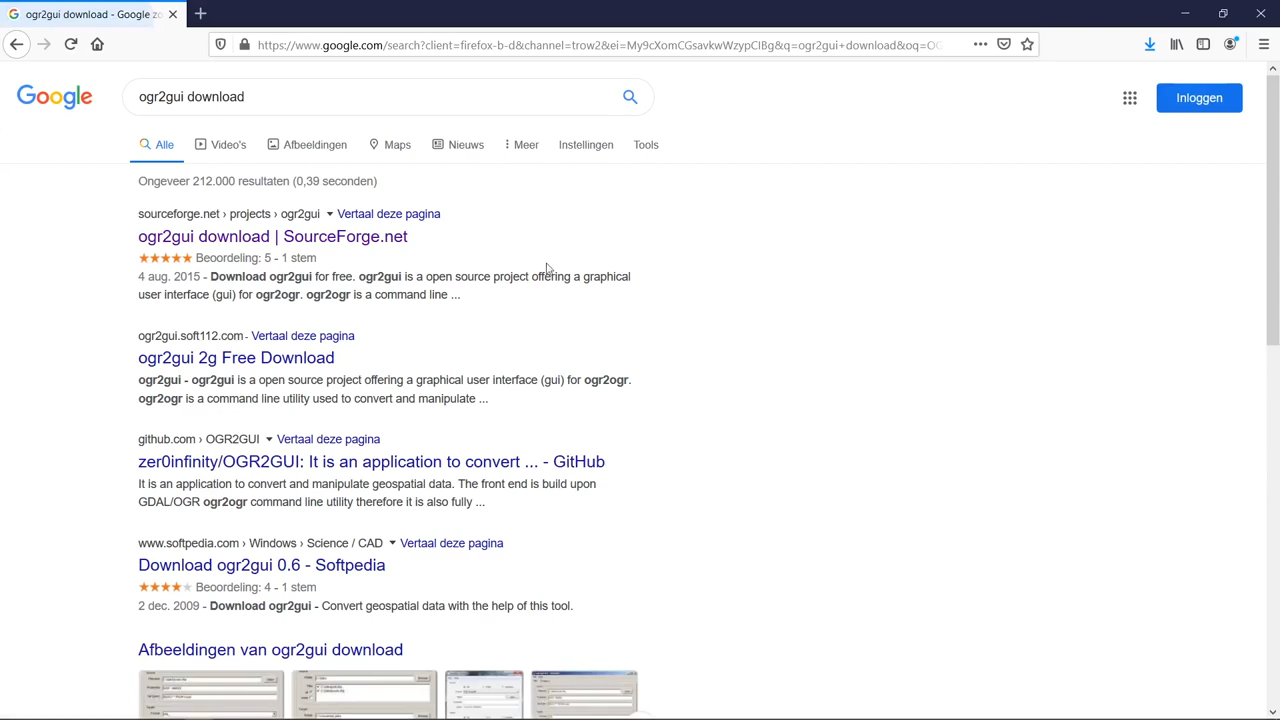 ogr2gui download - Google zo
https://www.google.com/search?client=firefox-b-d&channel=trow2&ei=My9cXomCGsavkwWzypCIBg&q=ogr2gui+download&oq=OG
Google
ogr2gui download
Inloggen
Alle
Video's
Afbeeldingen
Maps
Nieuws
Meer
Instellingen
Tools
Ongeveer 212.000 resultaten (0,39 seconden)
sourceforge.net › projects › ogr2gui Vertaal deze pagina
ogr2gui download | SourceForge.net
Beoordeling: 5 - 1 stem
4 aug. 2015 - Download ogr2gui for free. ogr2gui is a open source project offering a graphical
user interface (gui) for ogr2ogr. ogr2ogr is a command line ...
ogr2gui.soft112.com - Vertaal deze pagina
ogr2gui 2g Free Download
ogr2gui - ogr2gui is a open source project offering a graphical user interface (gui) for ogr2ogr.
ogr2ogr is a command line utility used to convert and manipulate ...
github.com › OGR2GUI Vertaal deze pagina
zer0infinity/OGR2GUI: It is an application to convert ... - GitHub
It is an application to convert and manipulate geospatial data. The front end is build upon
GDAL/OGR ogr2ogr command line utility therefore it is also fully ...
www.softpedia.com › Windows › Science / CAD Vertaal deze pagina
Download ogr2gui 0.6 - Softpedia
Beoordeling: 4 - 1 stem
2 dec. 2009 - Download ogr2gui - Convert geospatial data with the help of this tool.
Afbeeldingen van ogr2gui download